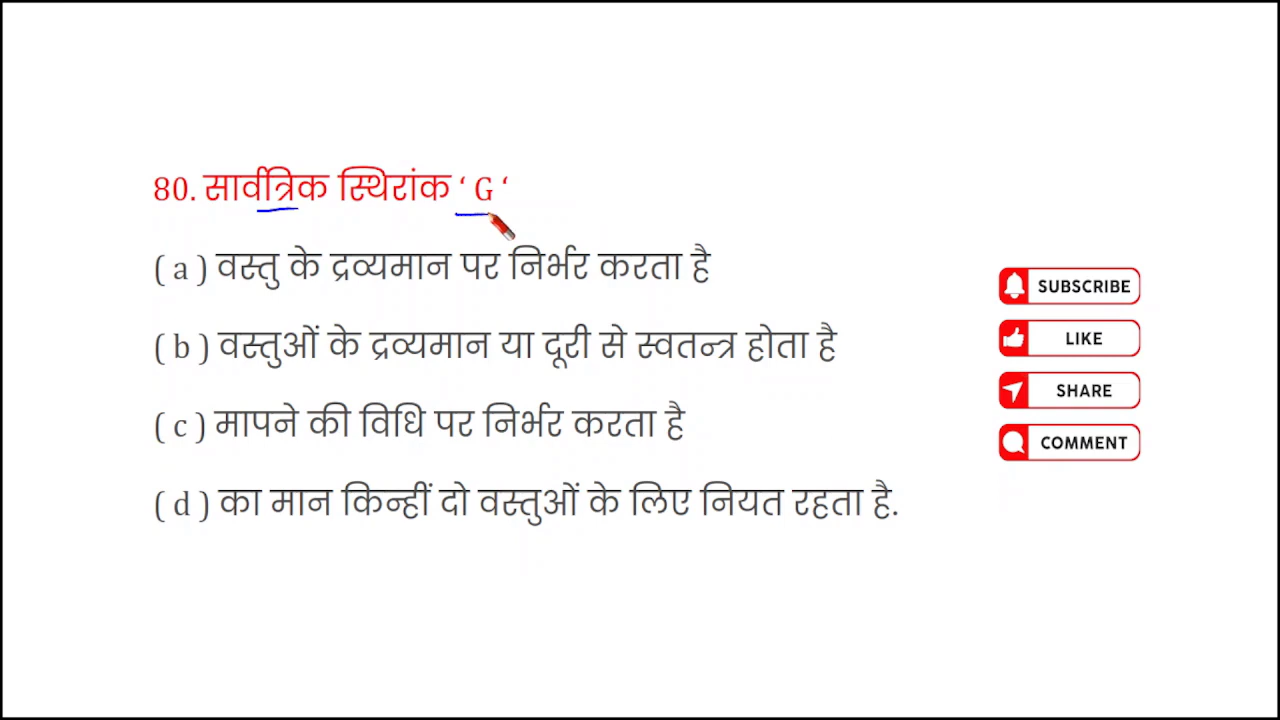 80. सार्वत्रिक स्थिरांक ‘ G ‘
( a ) वस्तु के द्रव्यमान पर निर्भर करता है
( b ) वस्तुओं के द्रव्यमान या दूरी से स्वतन्त्र होता है
( c ) मापने की विधि पर निर्भर करता है
( d ) का मान किन्हीं दो वस्तुओं के लिए नियत रहता है.
SUBSCRIBE
LIKE
SHARE
COMMENT